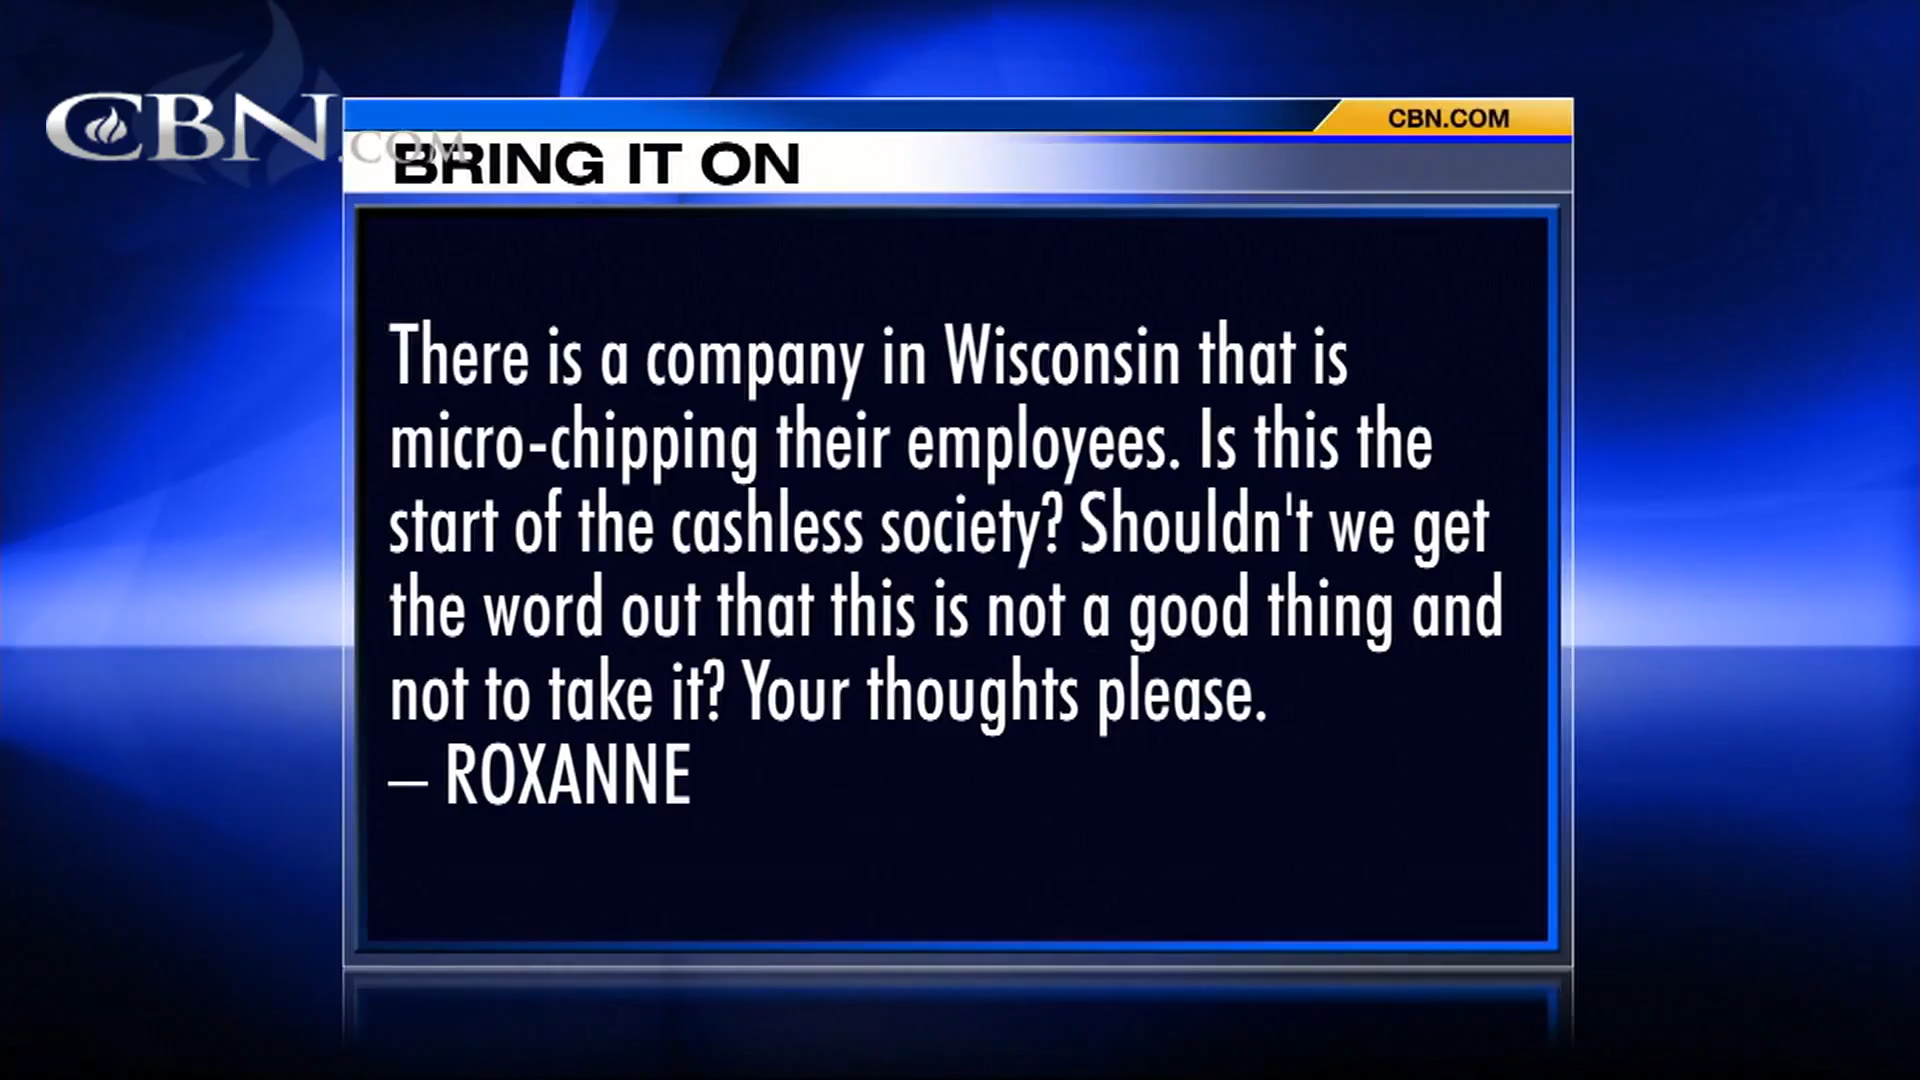 CBN.COM
CBN.COM
BRING IT ON
There is a company in Wisconsin that is
micro-chipping their employees. Is this the
start of the cashless society? Shouldn't we get
the word out that this is not a good thing and
not to take it? Your thoughts please.
– ROXANNE